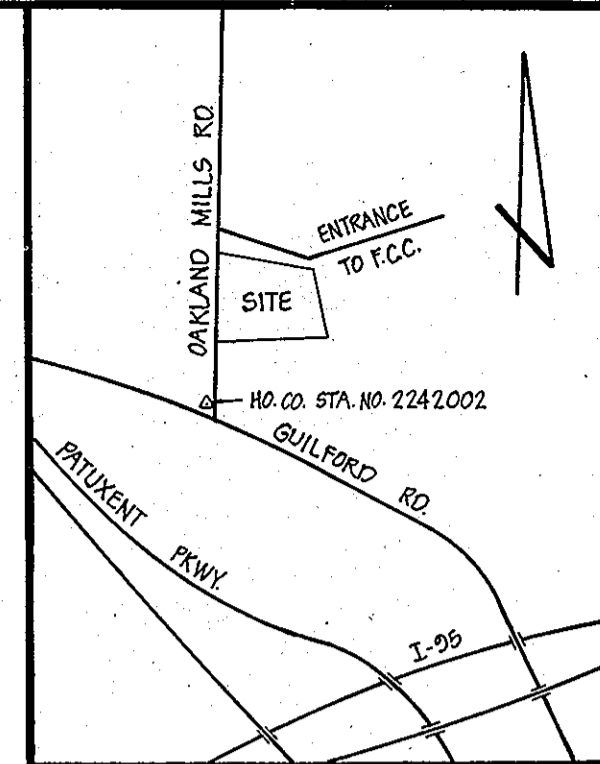 OAKLAND MILLS RD.
ENTRANCE
TO F.C.C.
SITE
HO. CO. STA. NO. 2242002
GUILFORD RD.
PATUXENT PKWY.
I-95